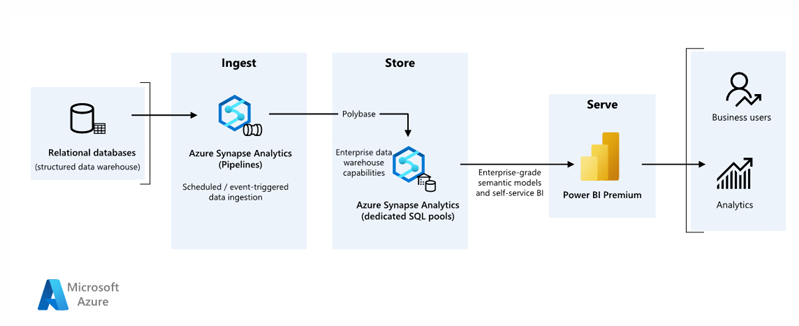 Relational databases
(structured data warehouse)
Ingest
Azure Synapse Analytics
(Pipelines)
Scheduled / event-triggered
data ingestion
Store
Polybase
Enterprise data
warehouse
capabilities
Azure Synapse Analytics
(dedicated SQL pools)
Enterprise-grade
semantic models
and self-service BI
Serve
Power BI Premium
Business users
Analytics
Microsoft
Azure